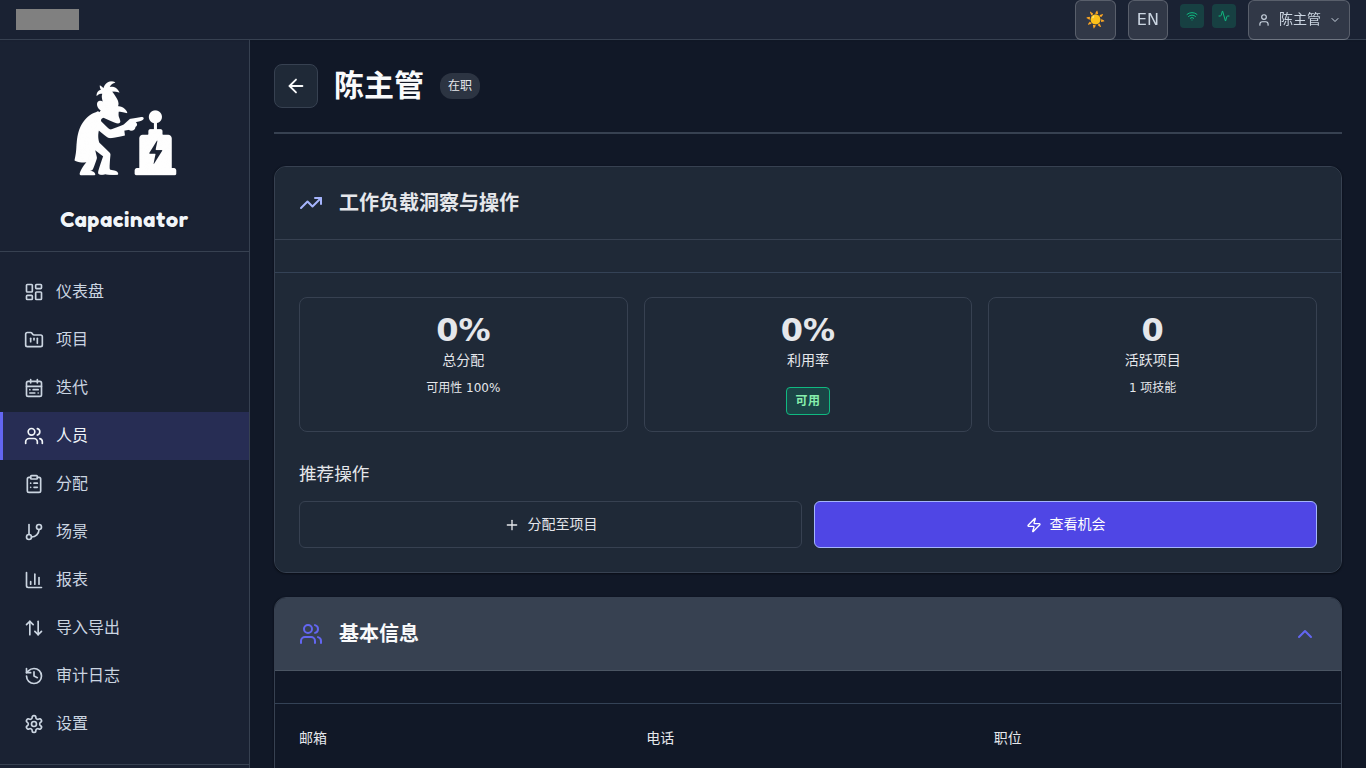 EN
陈主管
Capacinator
仪表盘
项目
迭代
人员
分配
场景
报表
导入导出
审计日志
设置
陈主管
在职
工作负载洞察与操作
0%
总分配
可用性 100%
0%
利用率
可用
0
活跃项目
1 项技能
推荐操作
分配至项目
查看机会
基本信息
邮箱
电话
职位